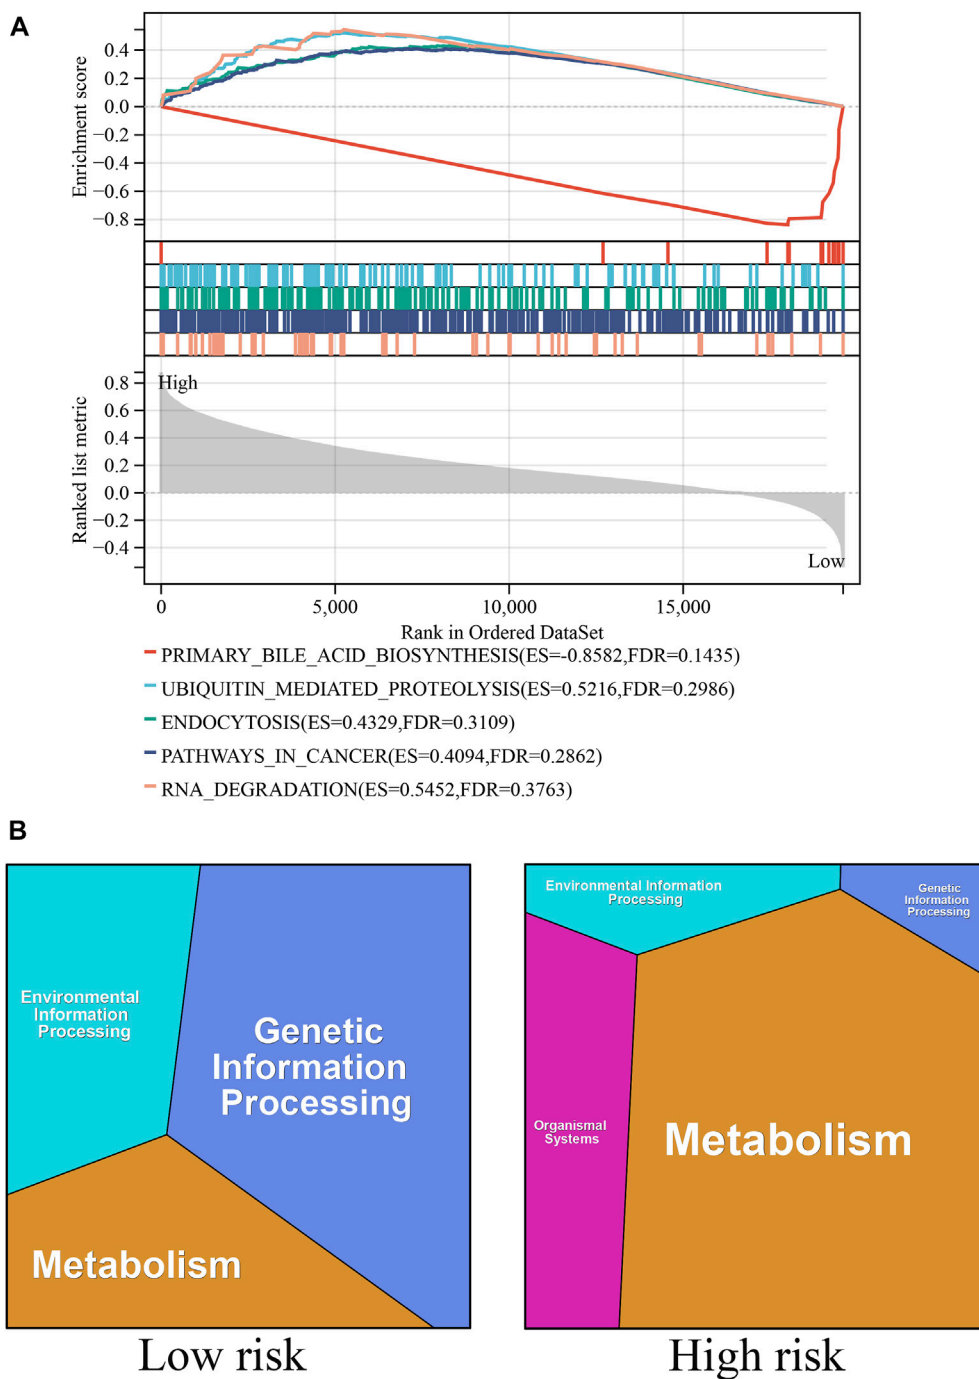 A
Enrichment score
0.4
0.2
0.0
−0.2
−0.4
−0.6
−0.8
Ranked list metric
High
0.8
0.6
0.4
0.2
0.0
−0.2
−0.4
Low
0
5,000
10,000
15,000
Rank in Ordered DataSet
PRIMARY_BILE_ACID_BIOSYNTHESIS(ES=-0.8582,FDR=0.1435)
UBIQUITIN_MEDIATED_PROTEOLYSIS(ES=0.5216,FDR=0.2986)
ENDOCYTOSIS(ES=0.4329,FDR=0.3109)
PATHWAYS_IN_CANCER(ES=0.4094,FDR=0.2862)
RNA_DEGRADATION(ES=0.5452,FDR=0.3763)
B
Environmental
Information
Processing
Genetic
Information
Processing
Metabolism
Low risk
Environmental Information
Processing
Genetic
Information
Processing
Organismal
Systems
Metabolism
High risk